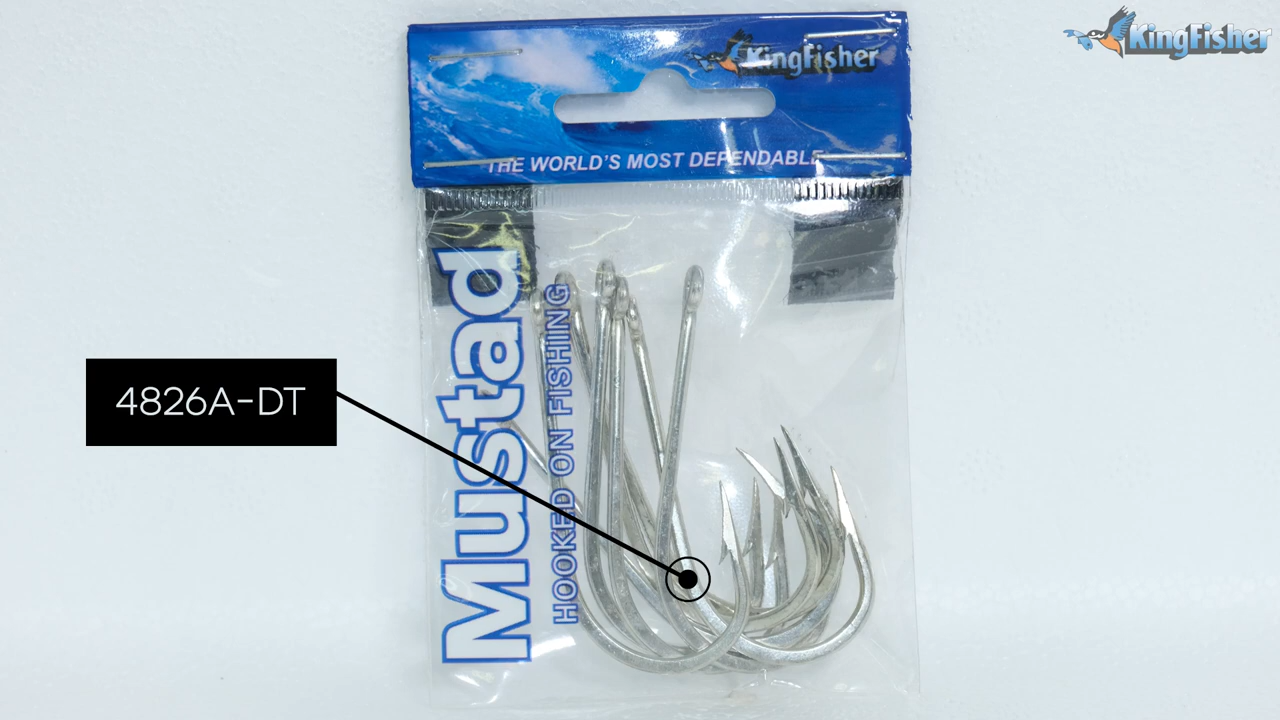 KingFisher
KingFisher
THE WORLD'S MOST DEPENDABLE
Mustad
HOOKED ON FISHING
4826A-DT